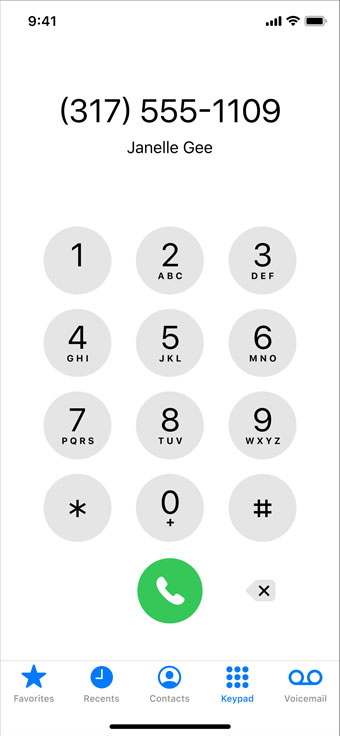 9:41
(317) 555-1109
Janelle Gee
1 2 3
ABC DEF
4 5 6
GHI JKL MNO
7 8 9
PQRS TUV WXYZ
* 0 #
+
Favorites Recents Contacts Keypad Voicemail